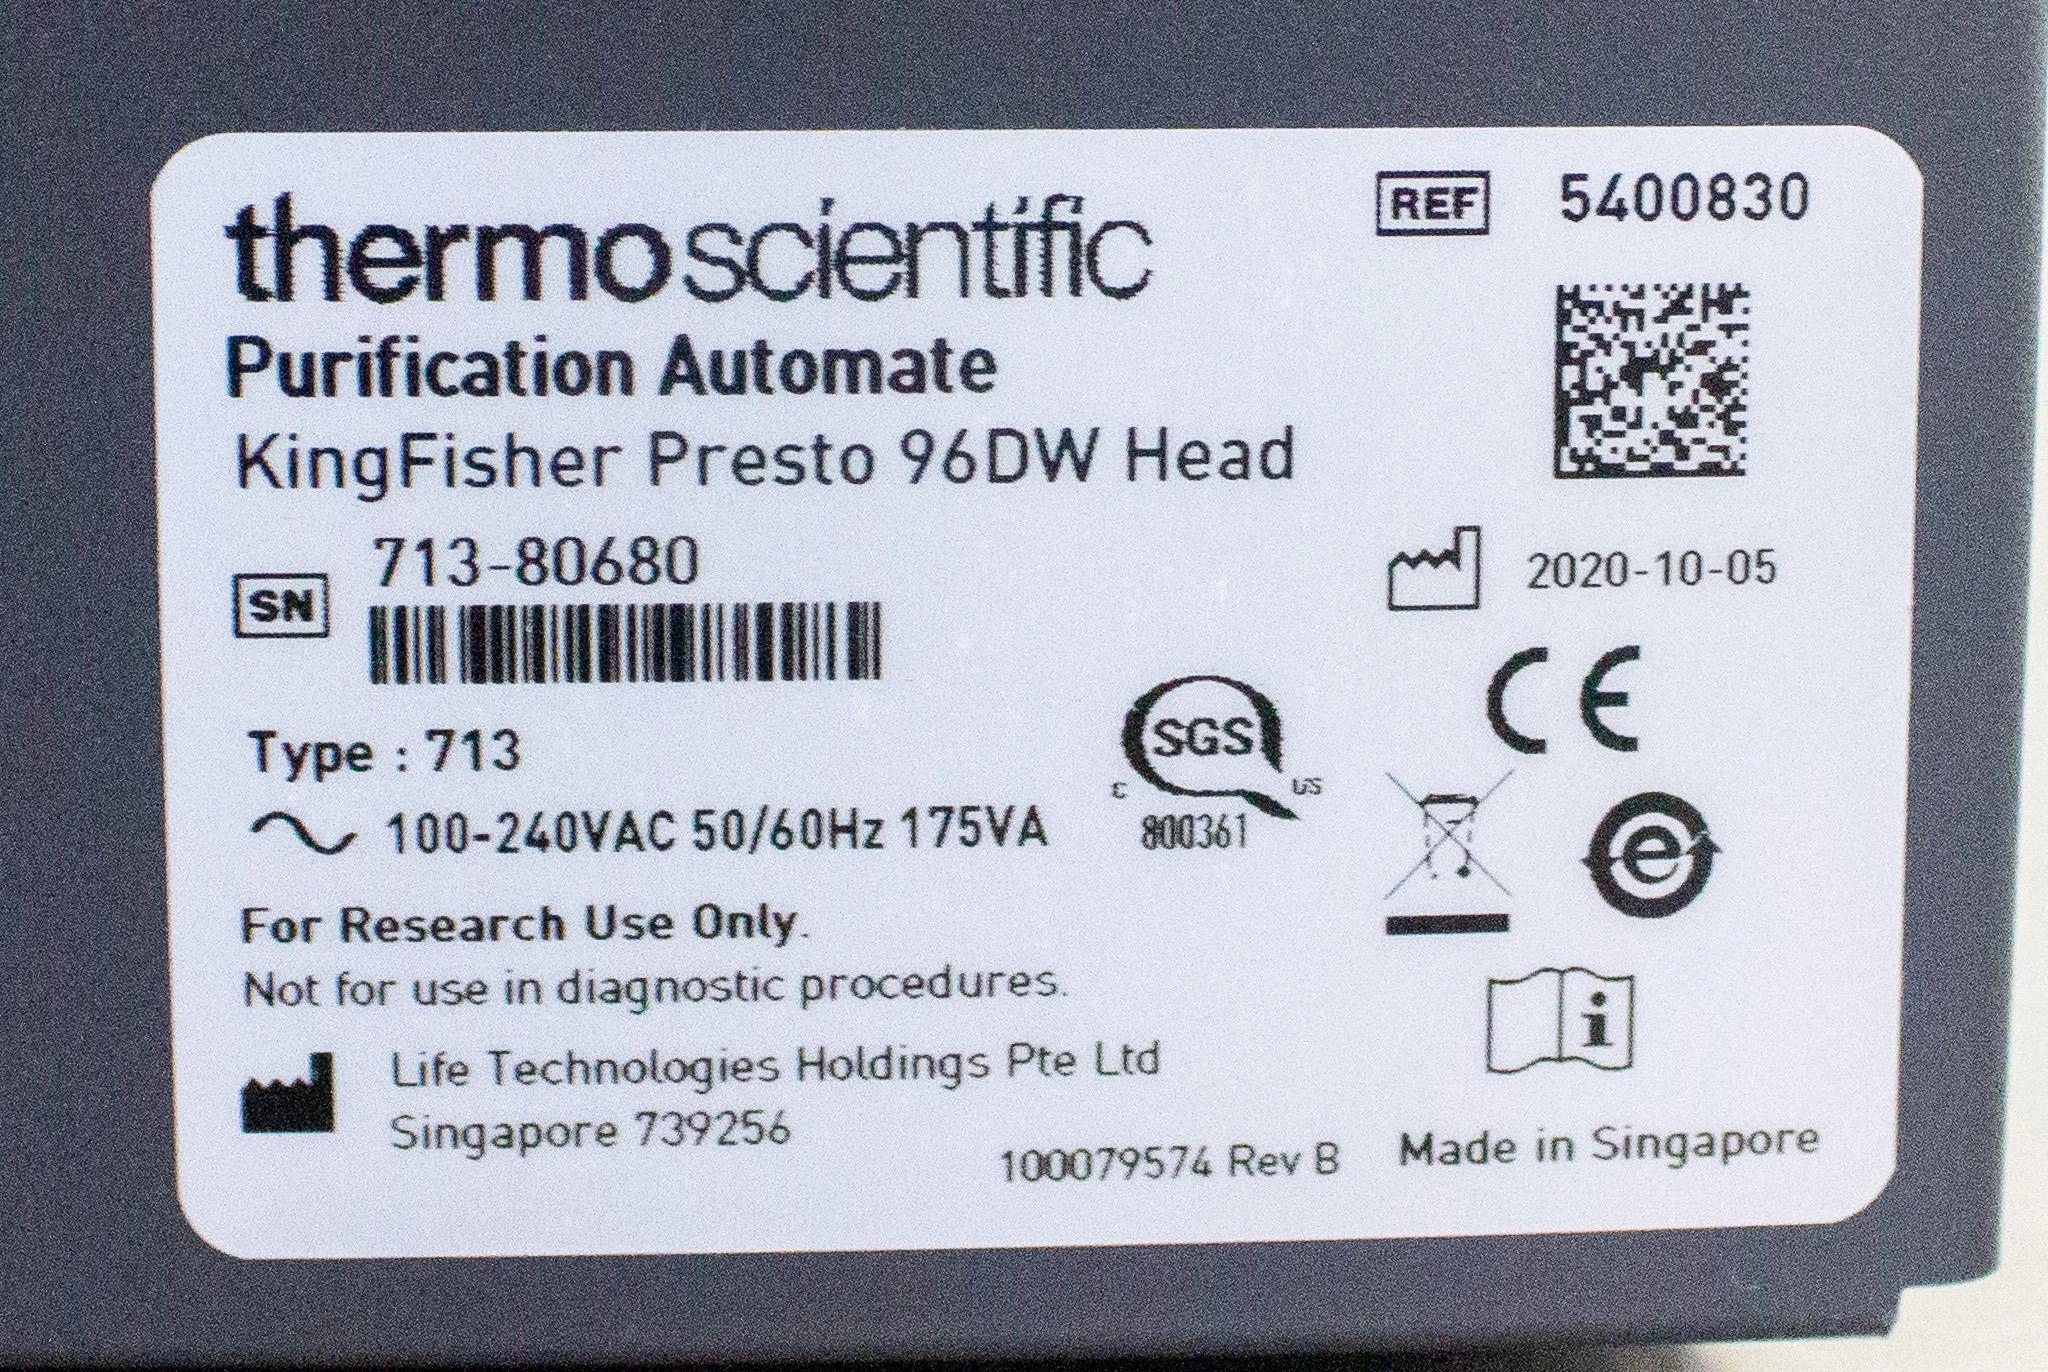 thermoscientific
REF 5400830
Purification Automate
KingFisher Presto 96DW Head
SN 713-80680
2020-10-05
CE
Type : 713
SGS
C US
800361
100-240VAC 50/60Hz 175VA
e
For Research Use Only.
Not for use in diagnostic procedures.
i
Life Technologies Holdings Pte Ltd
Singapore 739256
100079574 Rev B
Made in Singapore